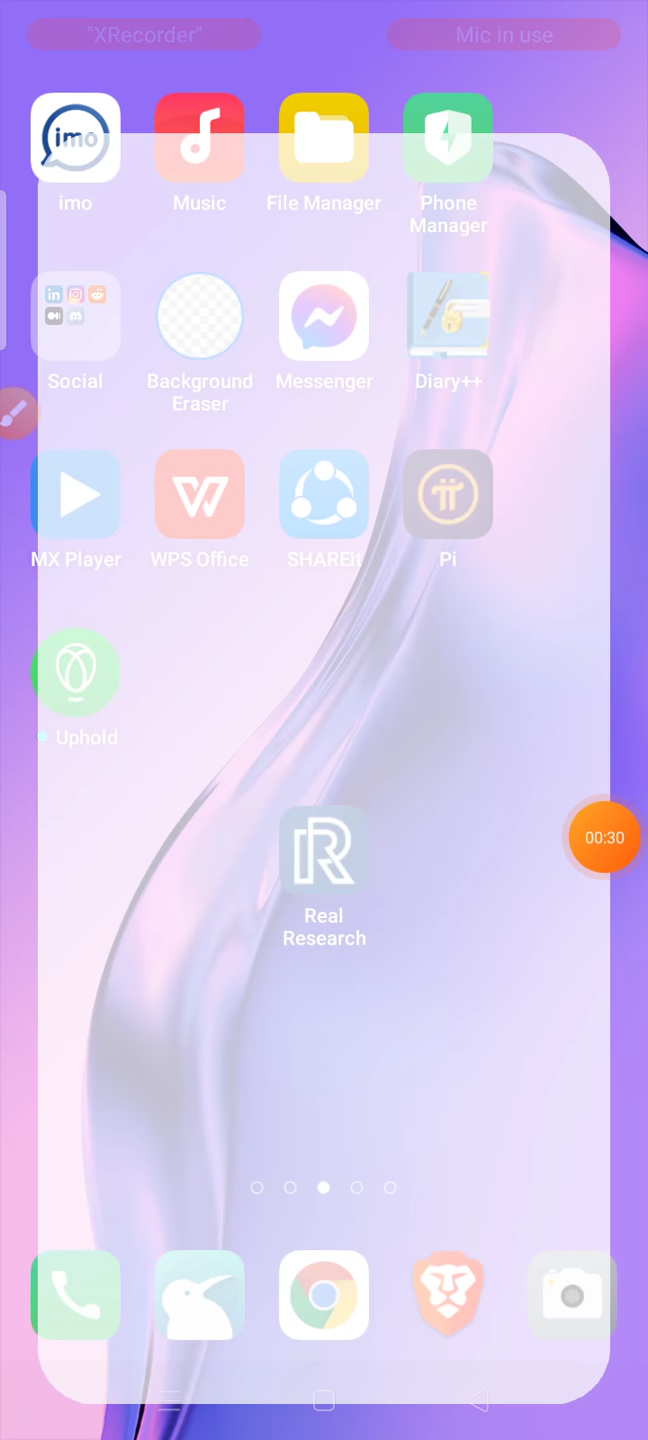 "XRecorder" Mic in use
imo Music File Manager Phone
Manager
Social Background Messenger Diary++
Eraser
MX Player WPS Office SHAREit Pi
Uphold
00:30
Real
Research